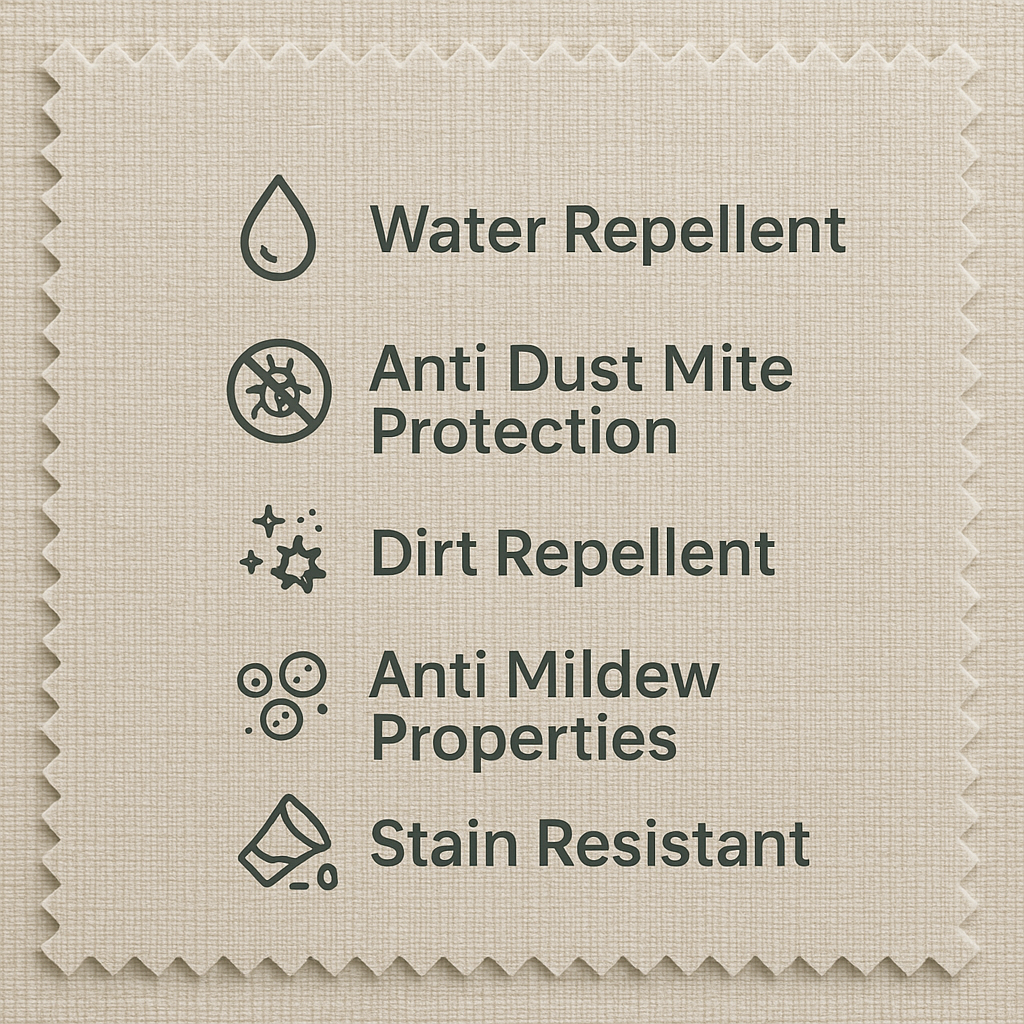 Water Repellent
Anti Dust Mite
Protection
Dirt Repellent
Anti Mildew
Properties
Stain Resistant